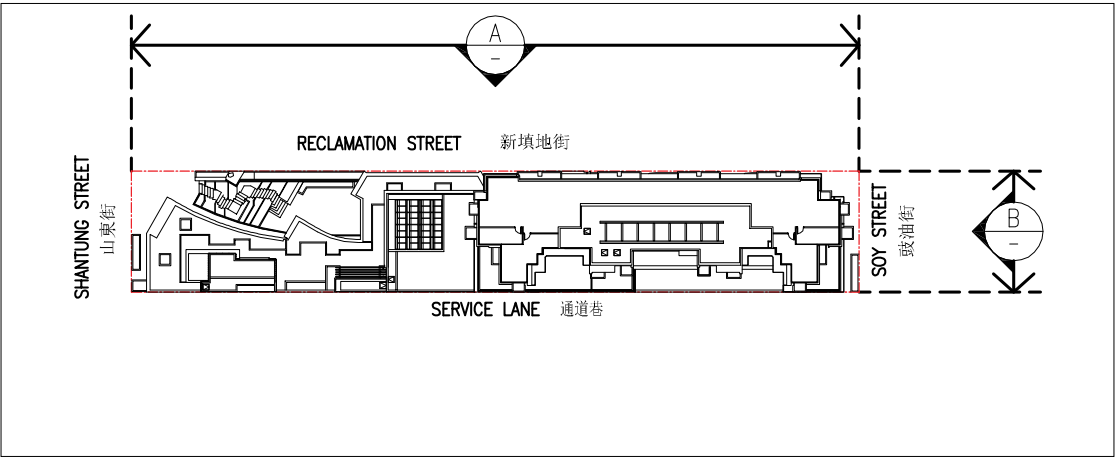 A
-
RECLAMATION STREET 新填地街
SHANTUNG STREET
山東街
SOY STREET
豉油街
B
-
SERVICE LANE 通道巷